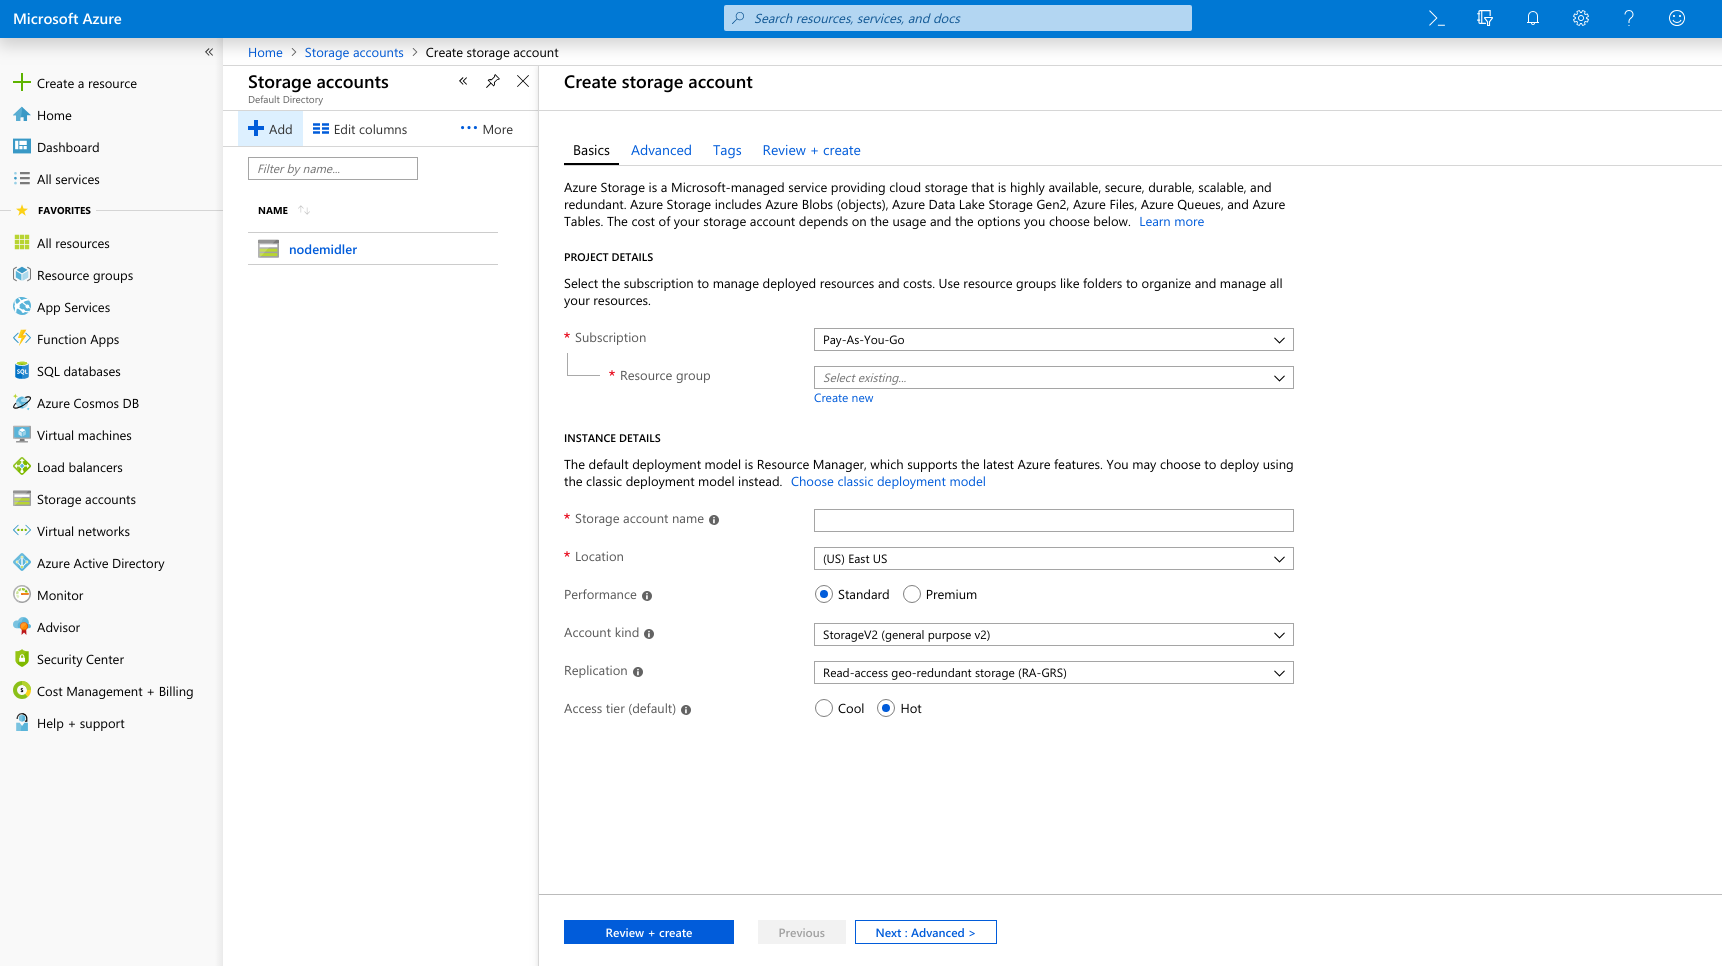 Microsoft Azure
Search resources, services, and docs
Home > Storage accounts > Create storage account
Create a resource
Home
Dashboard
All services
FAVORITES
All resources
Resource groups
App Services
Function Apps
SQL databases
Azure Cosmos DB
Virtual machines
Load balancers
Storage accounts
Virtual networks
Azure Active Directory
Monitor
Advisor
Security Center
Cost Management + Billing
Help + support
Storage accounts
Default Directory
Add
Edit columns
More
Filter by name...
NAME
nodemidler
Create storage account
Basics Advanced Tags Review + create
Azure Storage is a Microsoft-managed service providing cloud storage that is highly available, secure, durable, scalable, and
redundant. Azure Storage includes Azure Blobs (objects), Azure Data Lake Storage Gen2, Azure Files, Azure Queues, and Azure
Tables. The cost of your storage account depends on the usage and the options you choose below. Learn more
PROJECT DETAILS
Select the subscription to manage deployed resources and costs. Use resource groups like folders to organize and manage all
your resources.
* Subscription
Pay-As-You-Go
* Resource group
Select existing...
Create new
INSTANCE DETAILS
The default deployment model is Resource Manager, which supports the latest Azure features. You may choose to deploy using
the classic deployment model instead. Choose classic deployment model
* Storage account name
* Location
(US) East US
Performance
Standard Premium
Account kind
StorageV2 (general purpose v2)
Replication
Read-access geo-redundant storage (RA-GRS)
Access tier (default)
Cool Hot
Review + create
Previous
Next : Advanced >